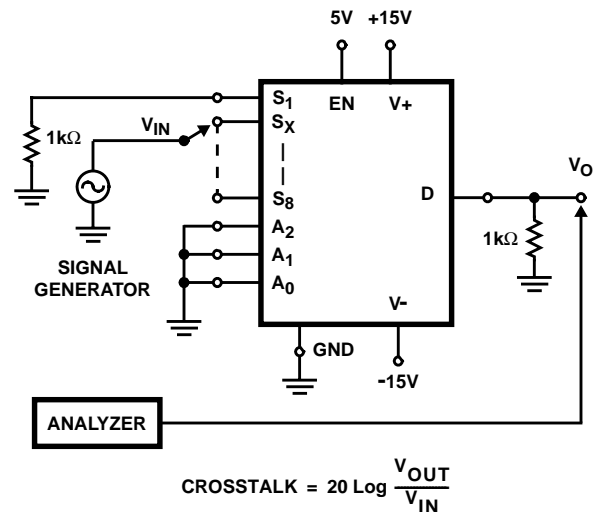 5V +15V
S1
EN V+
1kΩ
VIN
SX
S8
D
VO
A2
A1
A0
1kΩ
SIGNAL
GENERATOR
V-
GND
-15V
ANALYZER
CROSSTALK = 20 Log VOUT
VIN